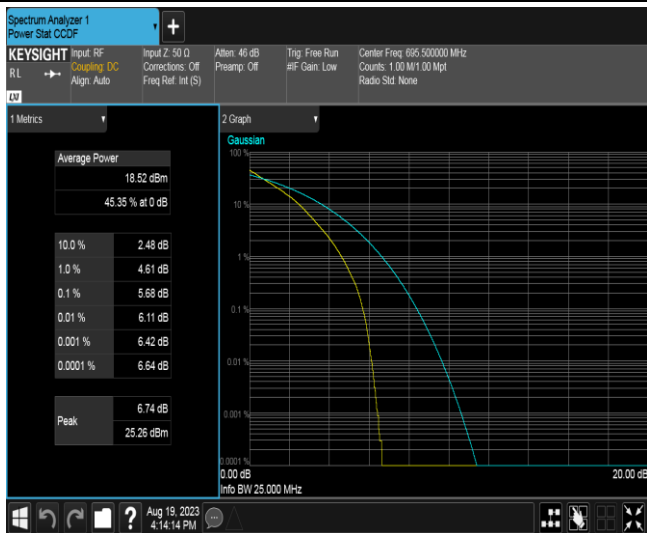 Spectrum Analyzer 1
Power Stat CCDF
+
KEYSIGHT
RL
LXI
Input: RF
Coupling: DC
Align: Auto
Input Z: 50 Ω
Corrections: Off
Freq Ref: Int (S)
Atten: 46 dB
Preamp: Off
Trig: Free Run
#IF Gain: Low
Center Freq: 695.500000 MHz
Counts: 1.00 M/1.00 Mpt
Radio Std: None
1 Metrics
Average Power
18.52 dBm
45.35 % at 0 dB
10.0 % 2.48 dB
1.0 % 4.61 dB
0.1 % 5.68 dB
0.01 % 6.11 dB
0.001 % 6.42 dB
0.0001 % 6.64 dB
Peak
6.74 dB
25.26 dBm
2 Graph
Gaussian
100 %
10 %
1 %
0.1 %
0.01 %
0.001 %
0.0001 %
0.00 dB
20.00 dB
Info BW 25.000 MHz
?
Aug 19, 2023
4:14:14 PM